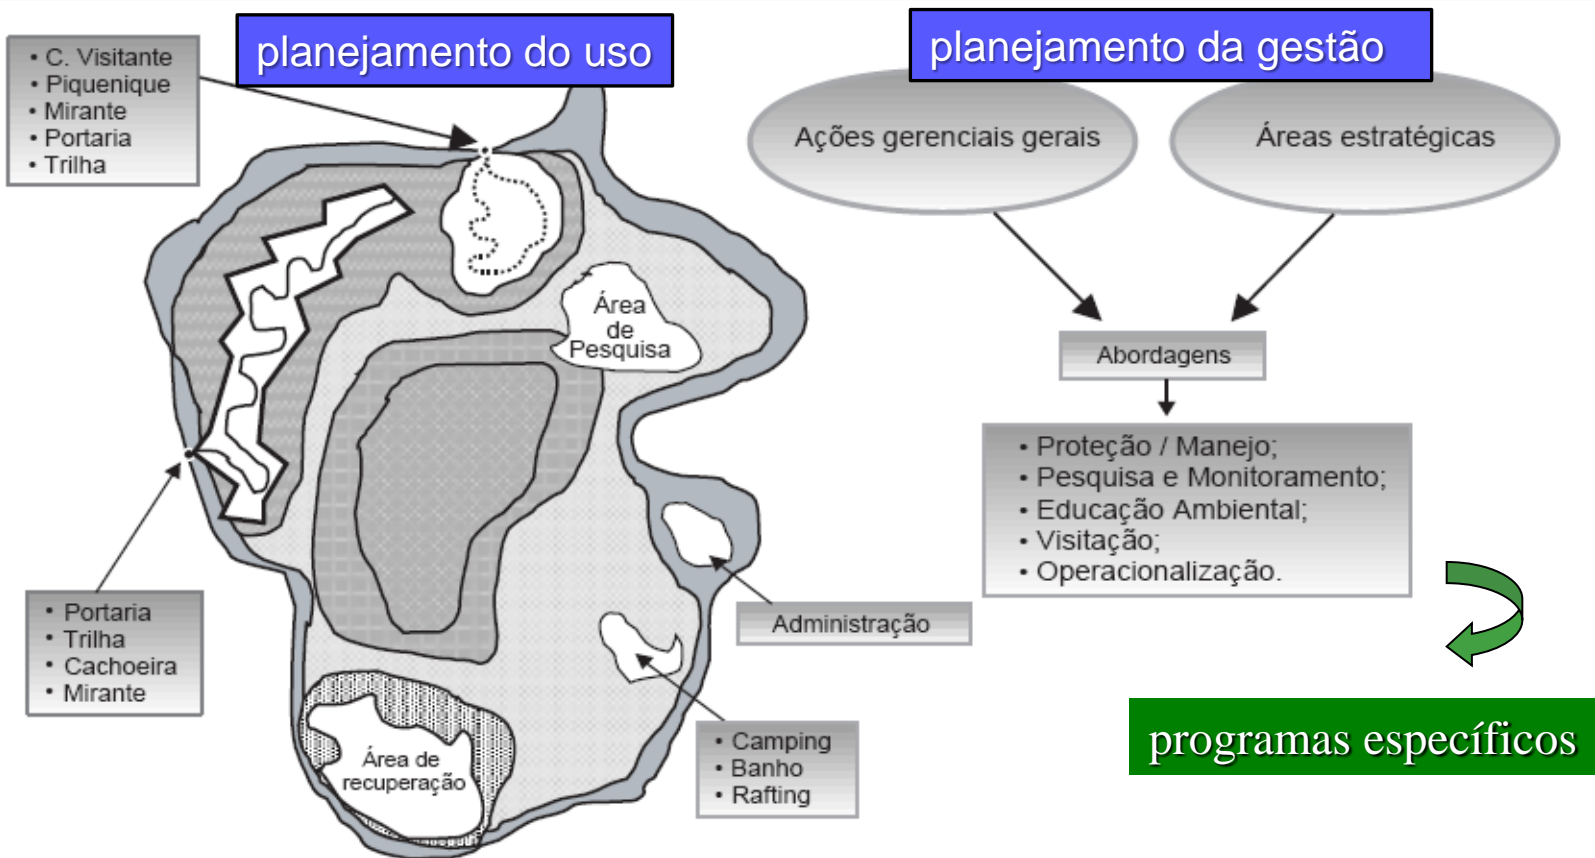 planejamento do uso
• C. Visitante
• Piquenique
• Mirante
• Portaria
• Trilha
Área
de
Pesquisa
• Portaria
• Trilha
• Cachoeira
• Mirante
Administração
Área de
recuperação
• Camping
• Banho
• Rafting
planejamento da gestão
Ações gerenciais gerais
Áreas estratégicas
Abordagens
• Proteção / Manejo;
• Pesquisa e Monitoramento;
• Educação Ambiental;
• Visitação;
• Operacionalização.
programas específicos